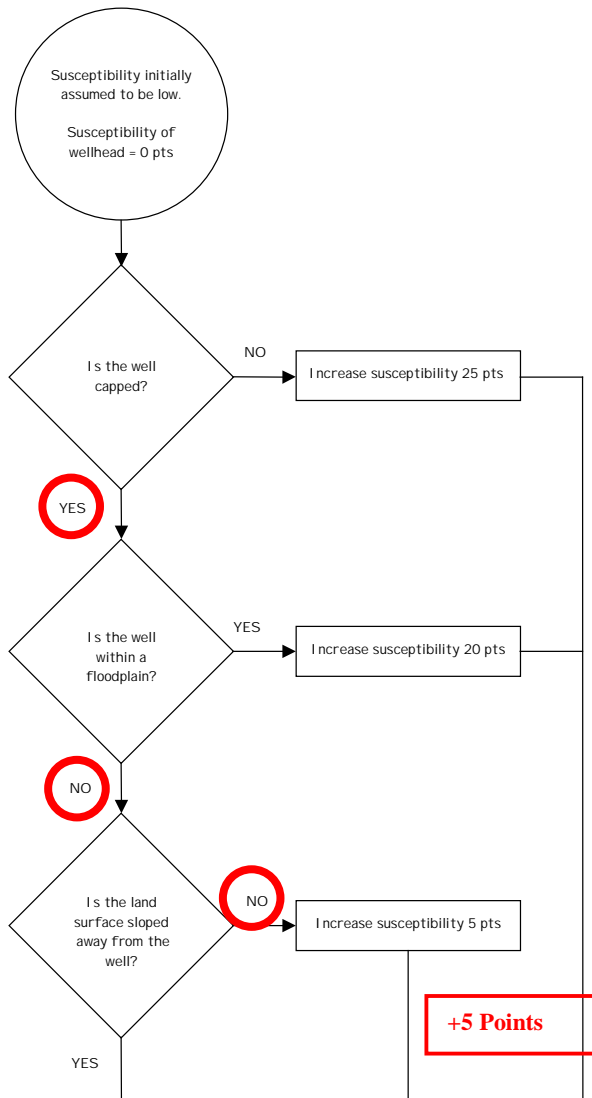 Susceptibility initially
assumed to be low.
Susceptibility of
wellhead = 0 pts
Is the well
capped?
NO
Increase susceptibility 25 pts
YES
Is the well
within a
floodplain?
YES
Increase susceptibility 20 pts
NO
Is the land
surface sloped
away from the
well?
NO
Increase susceptibility 5 pts
+5 Points
YES